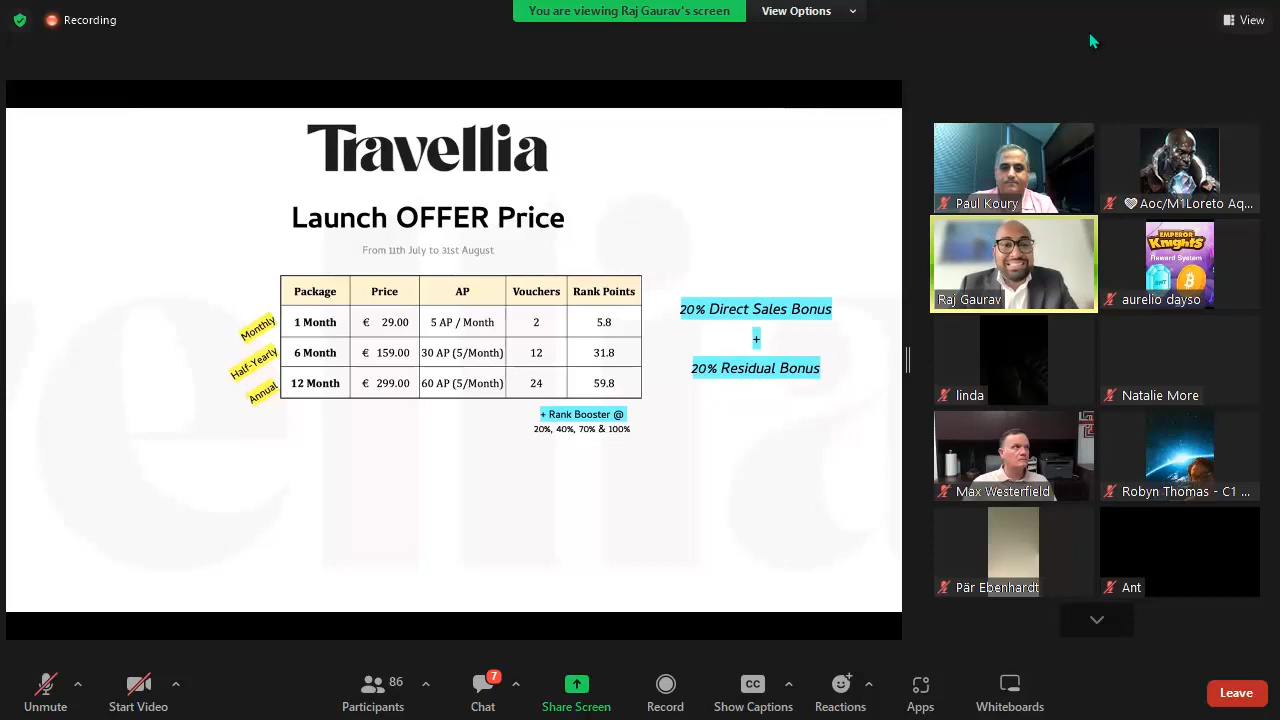 Recording
You are viewing Raj Gaurav's screen
View Options
View
Travellia
Launch OFFER Price
From 11th July to 31st August
Package Price AP Vouchers Rank Points
Monthly 1 Month € 29.00 5 AP / Month 2 5.8
Half-Yearly 6 Month € 159.00 30 AP (5/Month) 12 31.8
Annual 12 Month € 299.00 60 AP (5/Month) 24 59.8
+ Rank Booster @
20%, 40%, 70% & 100%
20% Direct Sales Bonus
+
20% Residual Bonus
Paul Koury
Aoc/M1Loreto Aq...
Raj Gaurav
EMPEROR
KNIGHTS
Reward System
aurelio dayso
linda
Natalie More
Max Westerfield
Robyn Thomas - C1 ...
Pär Ebenhardt
Ant
Unmute
Start Video
86
Participants
7
Chat
Share Screen
Record
CC
Show Captions
Reactions
Apps
Whiteboards
Leave